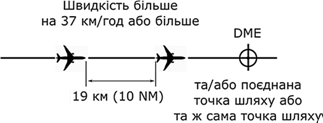 Швидкість більше
на 37 км/год або більше
DME
19 км (10 NM)
та/або поєднана
точка шляху або
та ж сама точка шляху